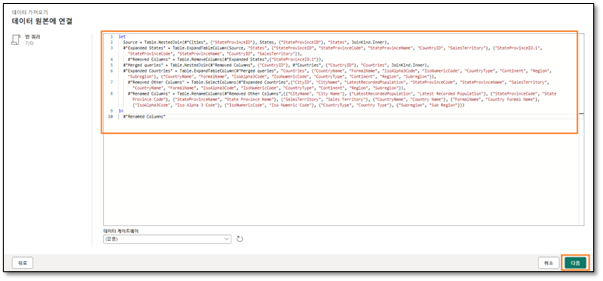 데이터 가져오기
데이터 원본에 연결
빈 쿼리
기타
1 let
2 Source = Table.NestedJoin(#"Cities", {"StateProvinceID"}, States, {"StateProvinceID"}, "States", JoinKind.Inner),
3 #"Expanded States" = Table.ExpandTableColumn(Source, "States", {"StateProvinceID", "StateProvinceCode", "StateProvinceName", "CountryID", "SalesTerritory"}, {"StateProvinceID.1",
"StateProvinceCode", "StateProvinceName", "CountryID", "SalesTerritory"}),
4 #"Removed Columns" = Table.RemoveColumns(#"Expanded States",{"StateProvinceID.1"}),
5 #"Merged queries" = Table.NestedJoin(#"Removed Columns", {"CountryID"}, #"Countries", {"CountryID"}, "Countries", JoinKind.Inner),
6 #"Expanded Countries" = Table.ExpandTableColumn(#"Merged queries", "Countries", {"CountryName", "FormalName", "IsoAlpha3Code", "IsoNumericCode", "CountryType", "Continent", "Region",
"Subregion"}, {"CountryName", "FormalName", "IsoAlpha3Code", "IsoNumericCode", "CountryType", "Continent", "Region", "Subregion"}),
7 #"Removed Other Columns" = Table.SelectColumns(#"Expanded Countries",{"CityID", "CityName", "LatestRecordedPopulation", "StateProvinceCode", "StateProvinceName", "SalesTerritory",
"CountryName", "FormalName", "IsoAlpha3Code", "IsoNumericCode", "CountryType", "Continent", "Region", "Subregion"}),
8 #"Renamed Columns" = Table.RenameColumns(#"Removed Other Columns",{{"CityName", "City Name"}, {"LatestRecordedPopulation", "Latest Recorded Population"}, {"StateProvinceCode", "State
Province Code"}, {"StateProvinceName", "State Province Name"}, {"SalesTerritory", "Sales Territory"}, {"CountryName", "Country Name"}, {"FormalName", "Country Formal Name"},
{"IsoAlpha3Code", "Iso Alpha 3 Code"}, {"IsoNumericCode", "Iso Numeric Code"}, {"CountryType", "Country Type"}, {"Subregion", "Sub Region"}})
9 in
10 #"Renamed Columns"
데이터 게이트웨이
(없음)
뒤로
취소
다음